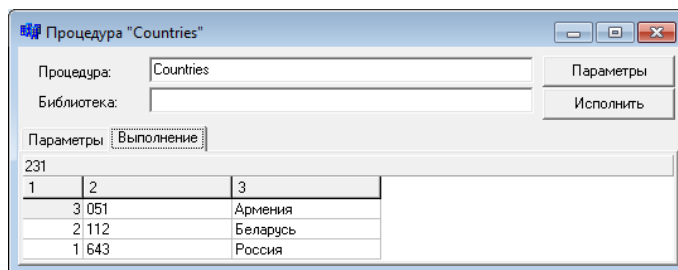 Процедура "Countries"
Процедура: Countries Параметры
Библиотека: Исполнить
Параметры Выполнение
231
1 2 3
3 051 Армения
2 112 Беларусь
1 643 Россия